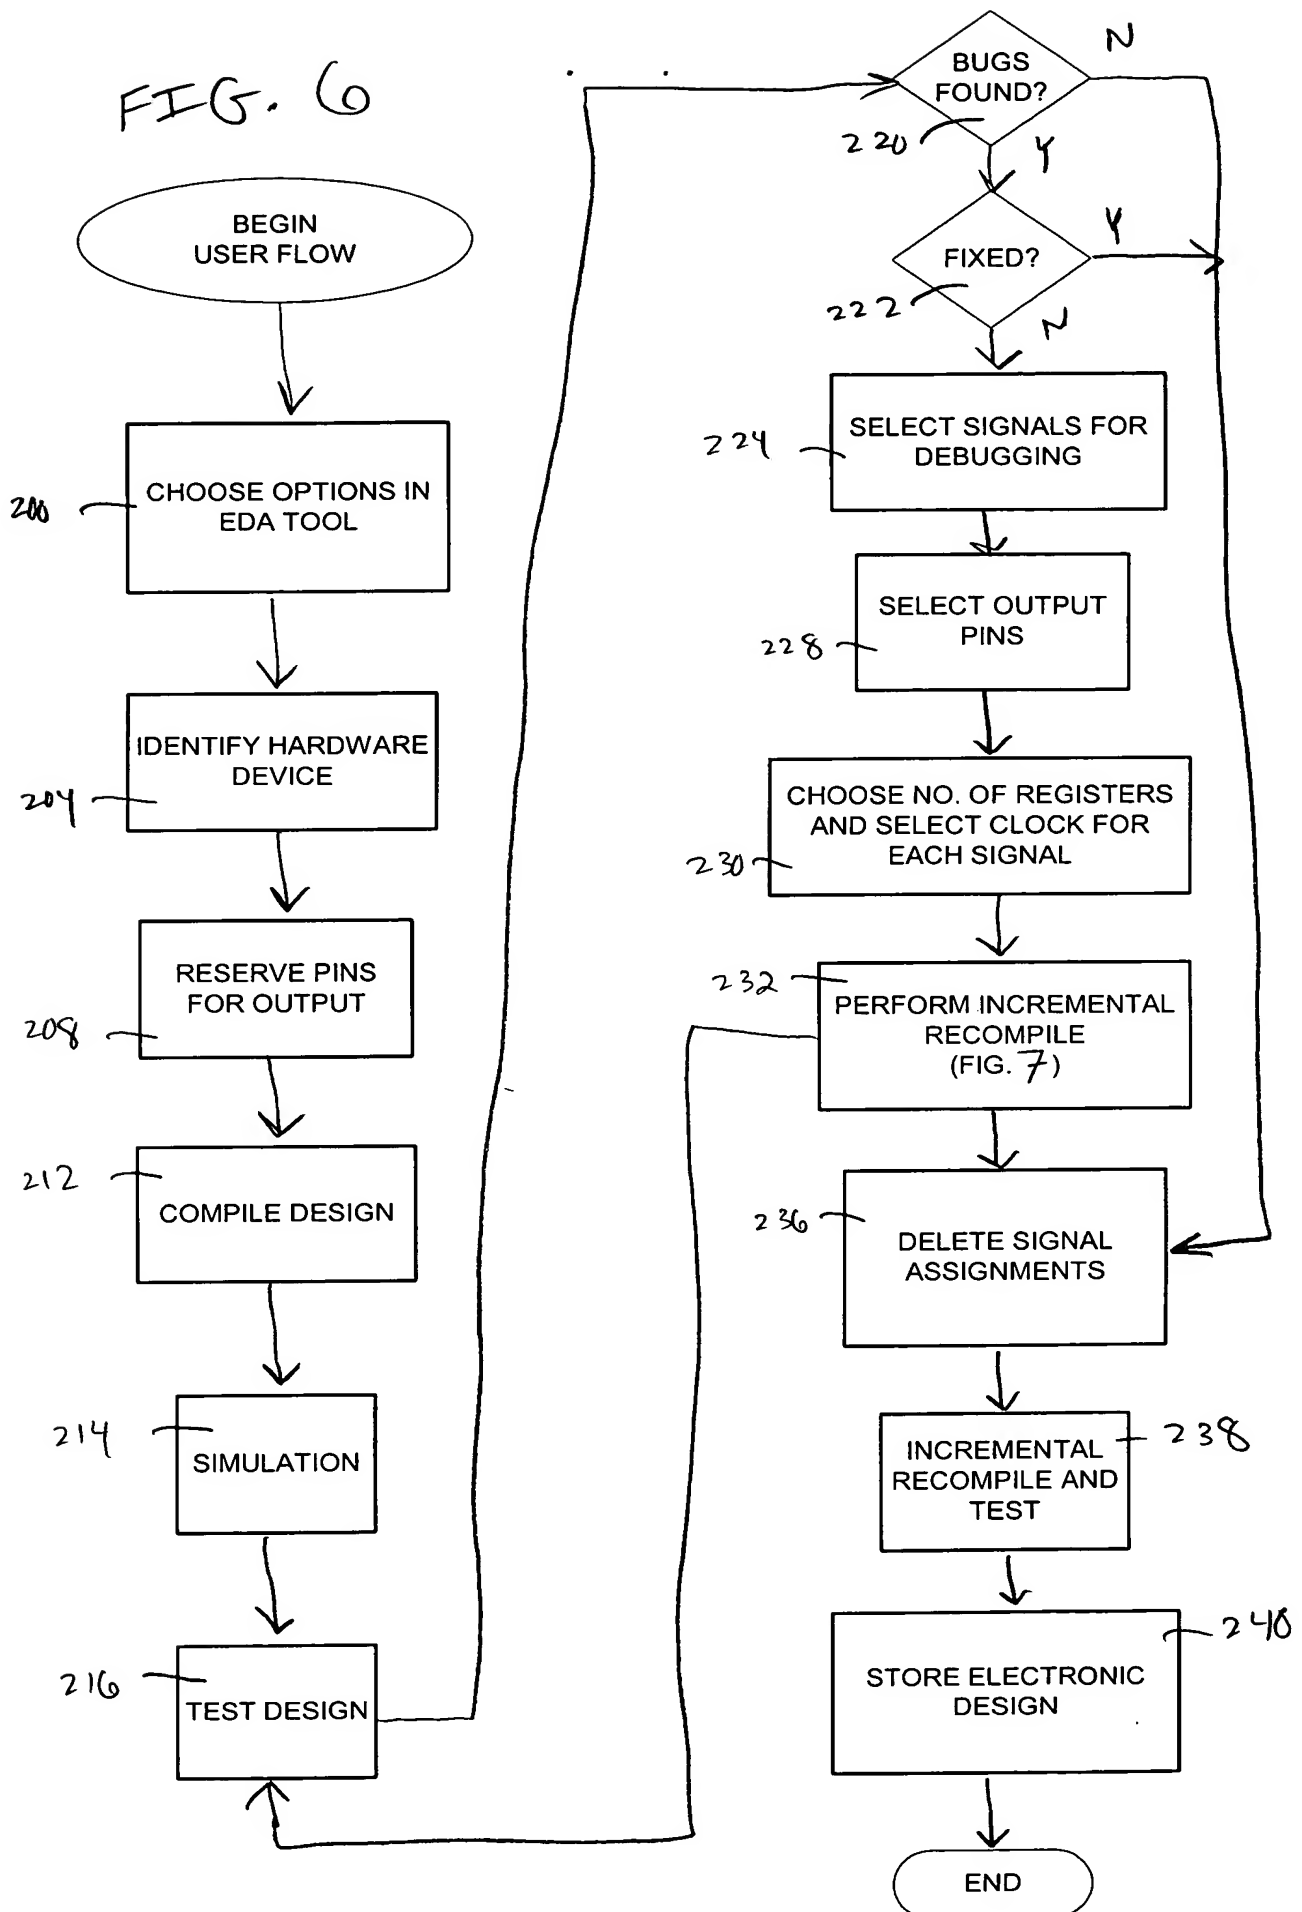 FIG. 6
BEGIN
USER FLOW
200
CHOOSE OPTIONS IN
EDA TOOL
204
IDENTIFY HARDWARE
DEVICE
208
RESERVE PINS
FOR OUTPUT
212
COMPILE DESIGN
214
SIMULATION
216
TEST DESIGN
BUGS
FOUND?
N
220
Y
FIXED?
Y
222
N
224
SELECT SIGNALS FOR
DEBUGGING
228
SELECT OUTPUT
PINS
230
CHOOSE NO. OF REGISTERS
AND SELECT CLOCK FOR
EACH SIGNAL
232
PERFORM INCREMENTAL
RECOMPILE
(FIG. 7)
236
DELETE SIGNAL
ASSIGNMENTS
238
INCREMENTAL
RECOMPILE AND
TEST
240
STORE ELECTRONIC
DESIGN
END